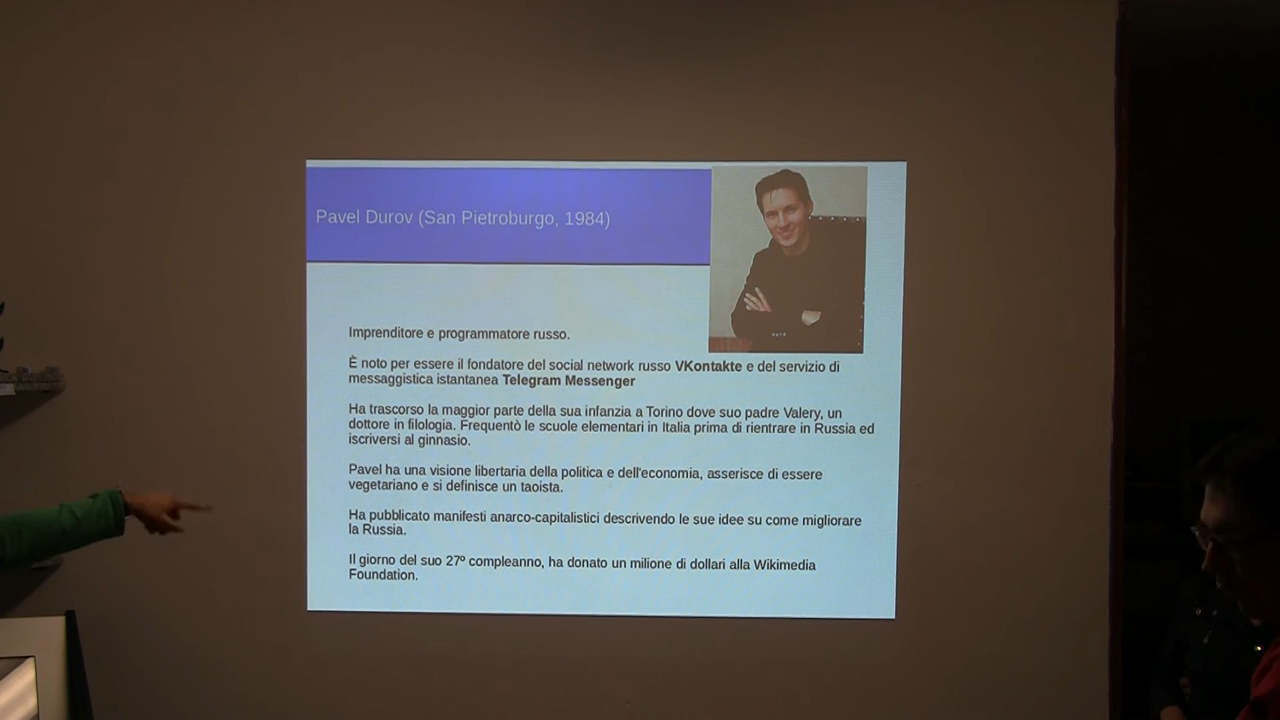 Pavel Durov (San Pietroburgo, 1984)
Imprenditore e programmatore russo.
È noto per essere il fondatore del social network russo VKontakte e del servizio di
messaggistica istantanea Telegram Messenger
Ha trascorso la maggior parte della sua infanzia a Torino dove suo padre Valery, un
dottore in filologia. Frequentò le scuole elementari in Italia prima di rientrare in Russia ed
iscriversi al ginnasio.
Pavel ha una visione libertaria della politica e dell'economia, asserisce di essere
vegetariano e si definisce un taoista.
Ha pubblicato manifesti anarco-capitalistici descrivendo le sue idee su come migliorare
la Russia.
Il giorno del suo 27º compleanno, ha donato un milione di dollari alla Wikimedia
Foundation.